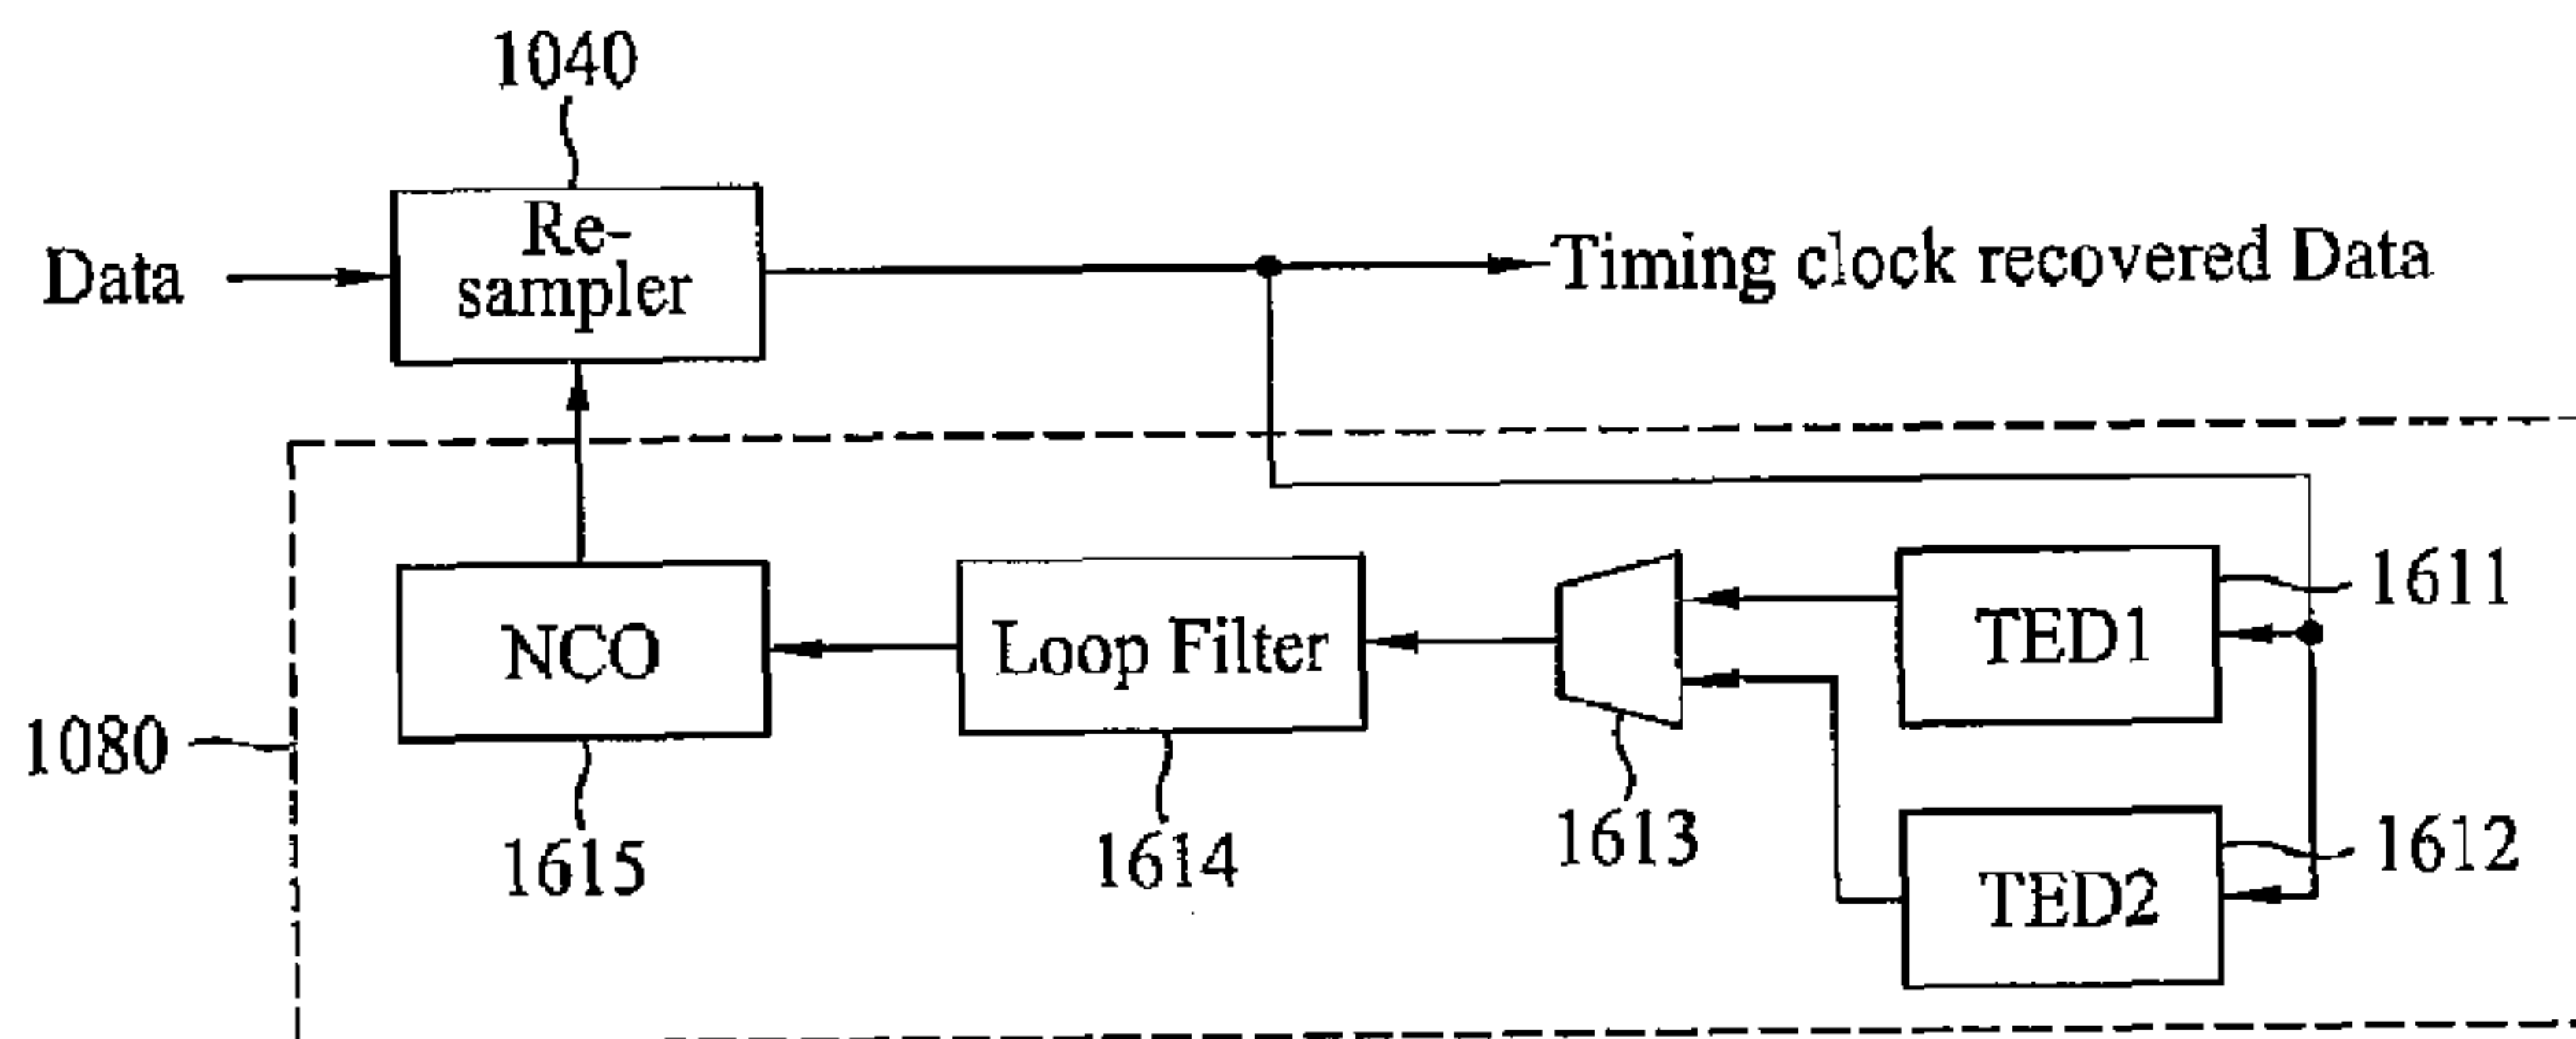 1040
Re-
sampler
Data
Timing clock recovered Data
NCO
Loop Filter
TED1
1611
1080
1615
1614
1613
TED2
1612